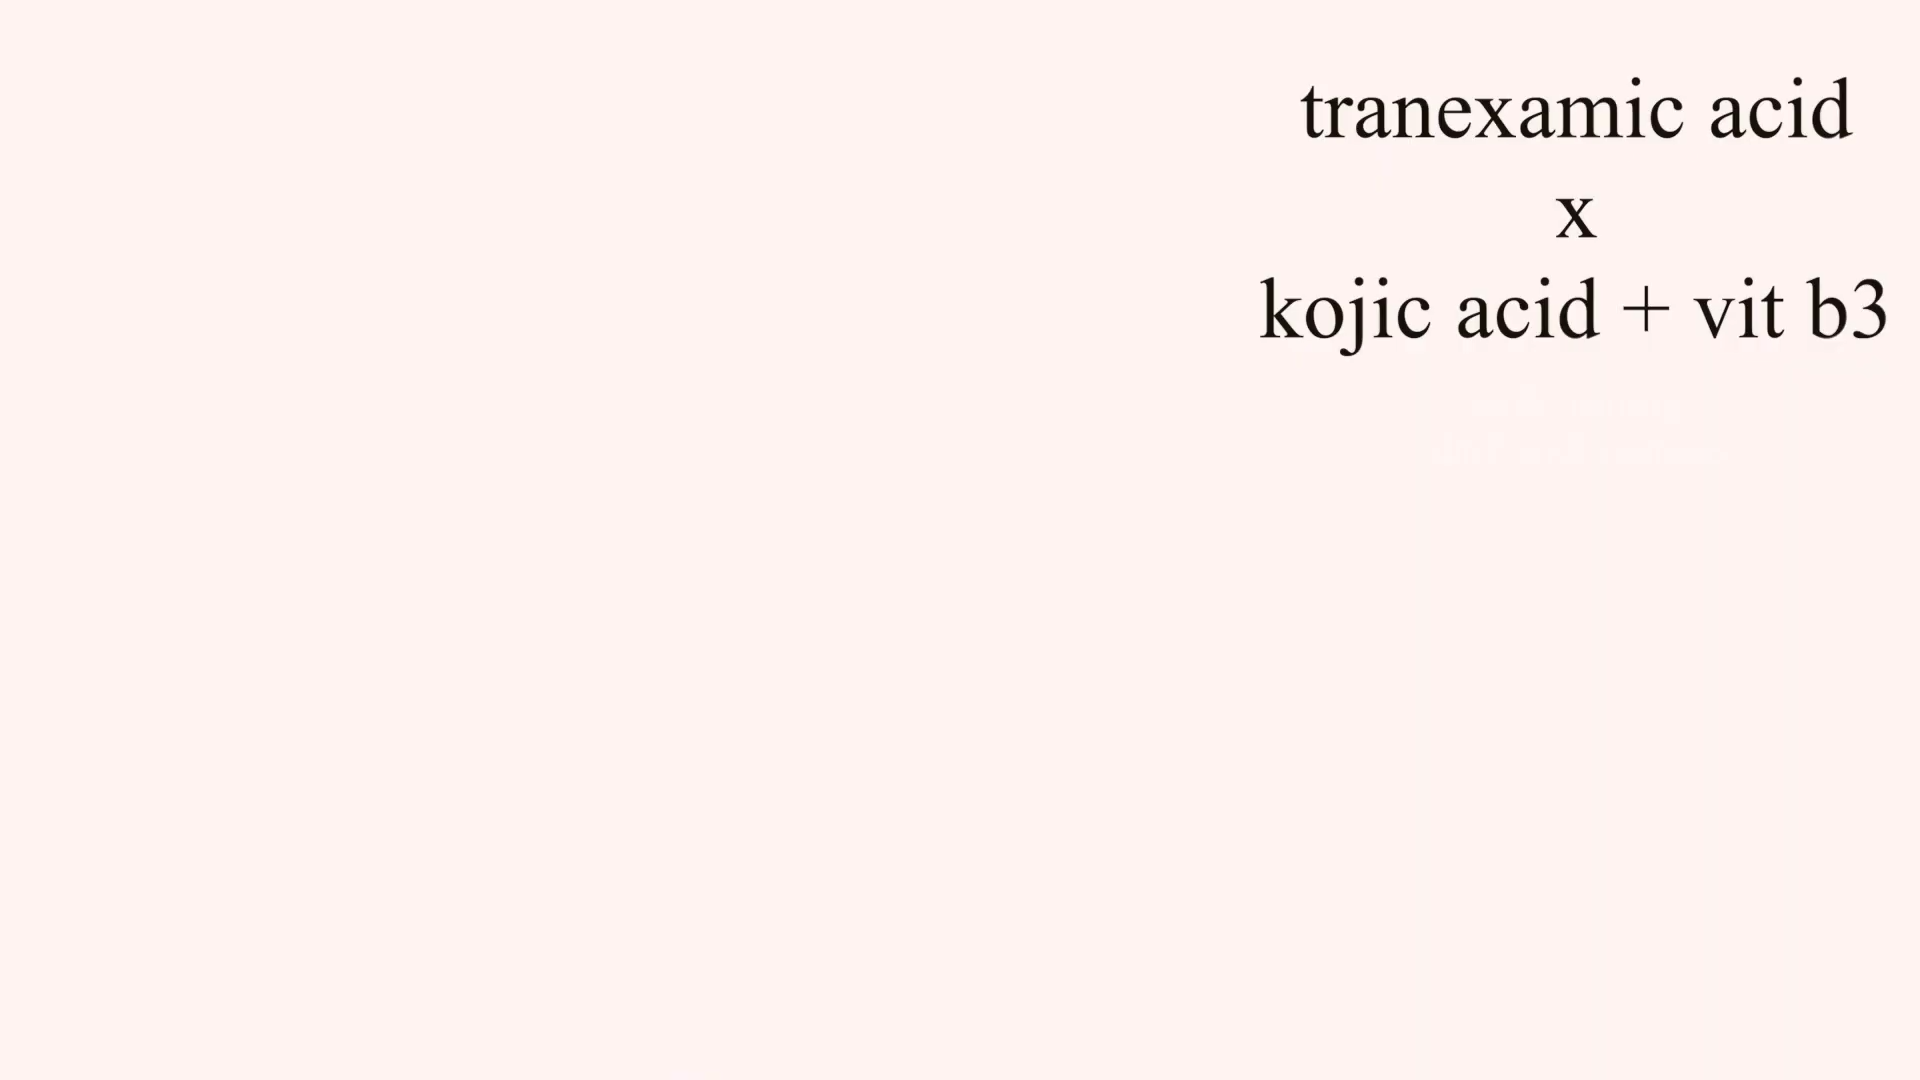 tranexamic acid
x
kojic acid + vit b3